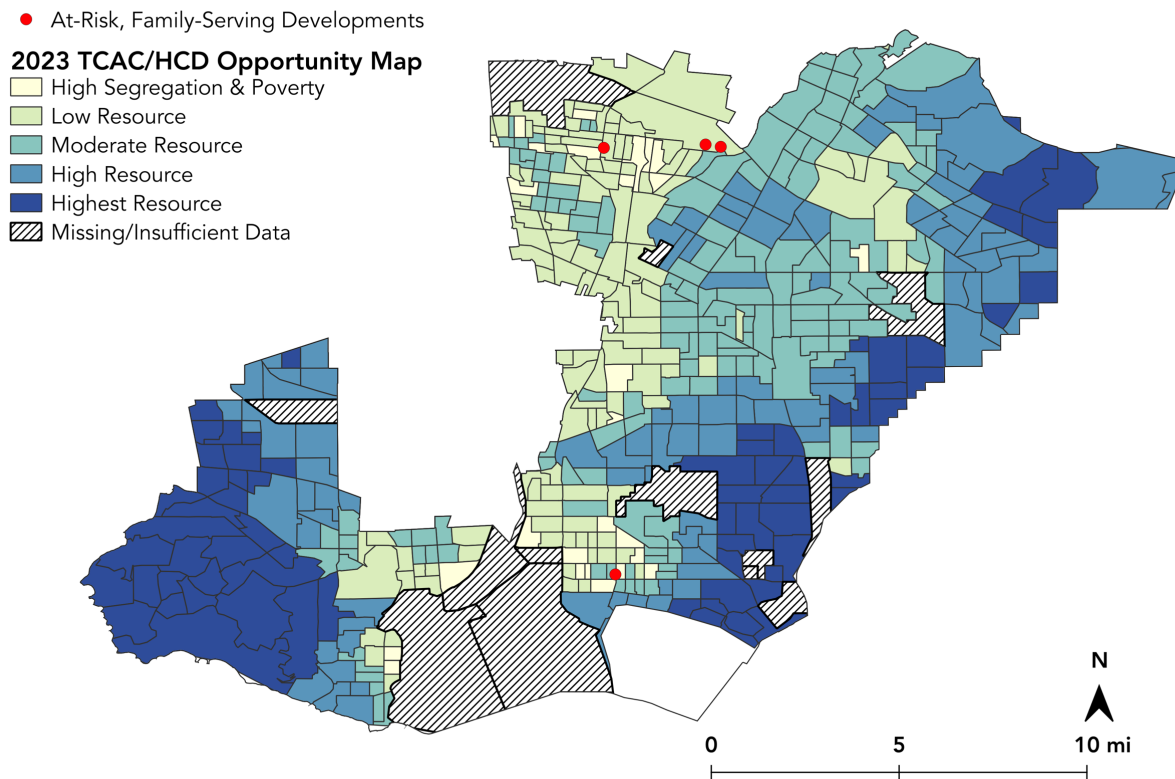 At-Risk, Family-Serving Developments
2023 TCAC/HCD Opportunity Map
High Segregation & Poverty
Low Resource
Moderate Resource
High Resource
Highest Resource
Missing/Insufficient Data
N
0 5 10 mi